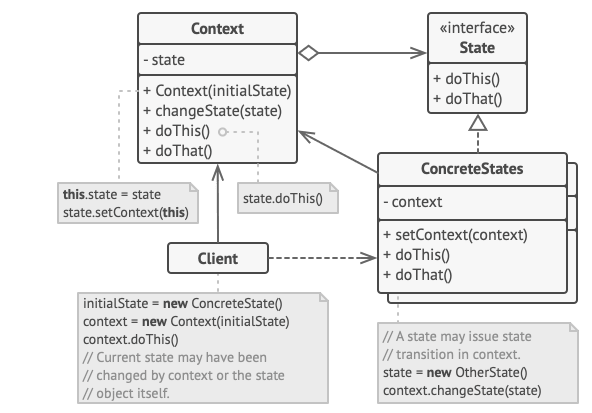 Context
- state
+ Context(initialState)
+ changeState(state)
+ doThis()
+ doThat()
«interface»
State
+ doThis()
+ doThat()
this.state = state
state.setContext(this)
state.doThis()
ConcreteStates
- context
+ setContext(context)
+ doThis()
+ doThat()
Client
initialState = new ConcreteState()
context = new Context(initialState)
context.doThis()
// Current state may have been
// changed by context or the state
// object itself.
// A state may issue state
// transition in context.
state = new OtherState()
context.changeState(state)